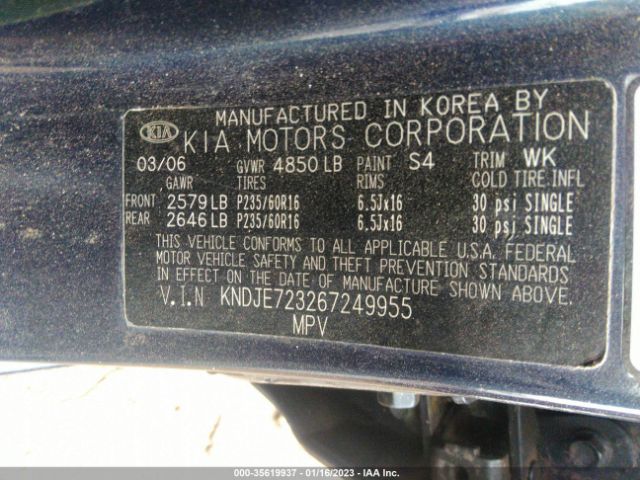 MANUFACTURED IN KOREA BY
KIA KIA MOTORS CORPORATION
03/06 GVWR 4850 LB PAINT S4 TRIM WK
GAWR TIRES RIMS COLD TIRE.INFL
FRONT 2579 LB P235/60R16 6.5Jx16 30 psi SINGLE
REAR 2646 LB P235/60R16 6.5Jx16 30 psi SINGLE
THIS VEHICLE CONFORMS TO ALL APPLICABLE U.S.A. FEDERAL
MOTOR VEHICLE SAFETY AND THEFT PREVENTION STANDARDS
IN EFFECT ON THE DATE OF MANUFACTURE SHOWN ABOVE.
V.I.N KNDJE723267249955
MPV
KNDR-35619937 - 01/16/2023 - IAA Inc.